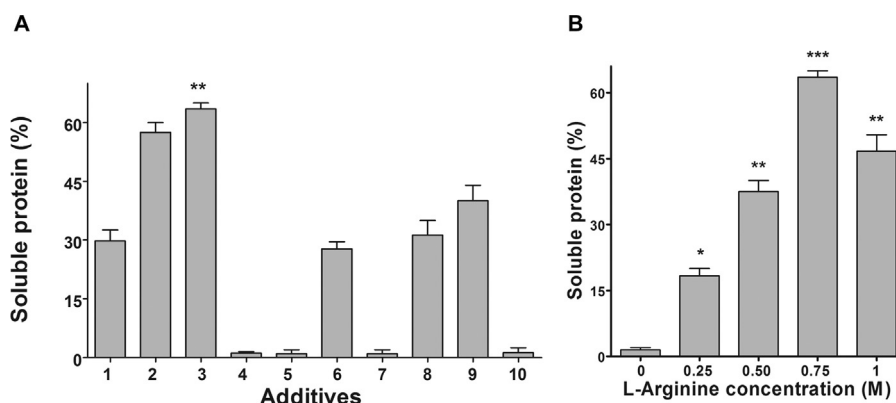 A
Soluble protein (%)
60
45
30
15
0
**
1 2 3 4 5 6 7 8 9 10
Additives
B
Soluble protein (%)
60
45
30
15
0
*
**
***
**
0 0.25 0.50 0.75 1
L-Arginine concentration (M)